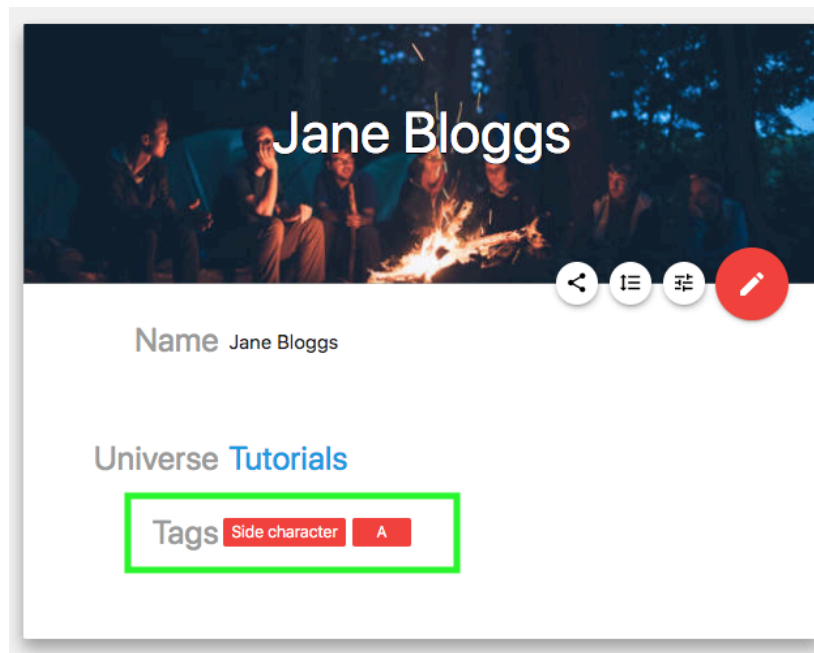 Jane Bloggs
Name Jane Bloggs
Universe Tutorials
Tags Side character A